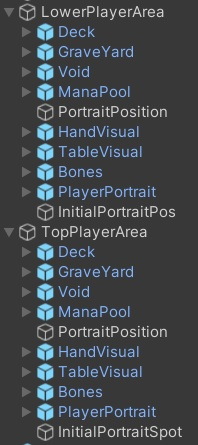 LowerPlayerArea
Deck
GraveYard
Void
ManaPool
PortraitPosition
HandVisual
TableVisual
Bones
PlayerPortrait
InitialPortraitPos
TopPlayerArea
Deck
GraveYard
Void
ManaPool
PortraitPosition
HandVisual
TableVisual
Bones
PlayerPortrait
InitialPortraitSpot